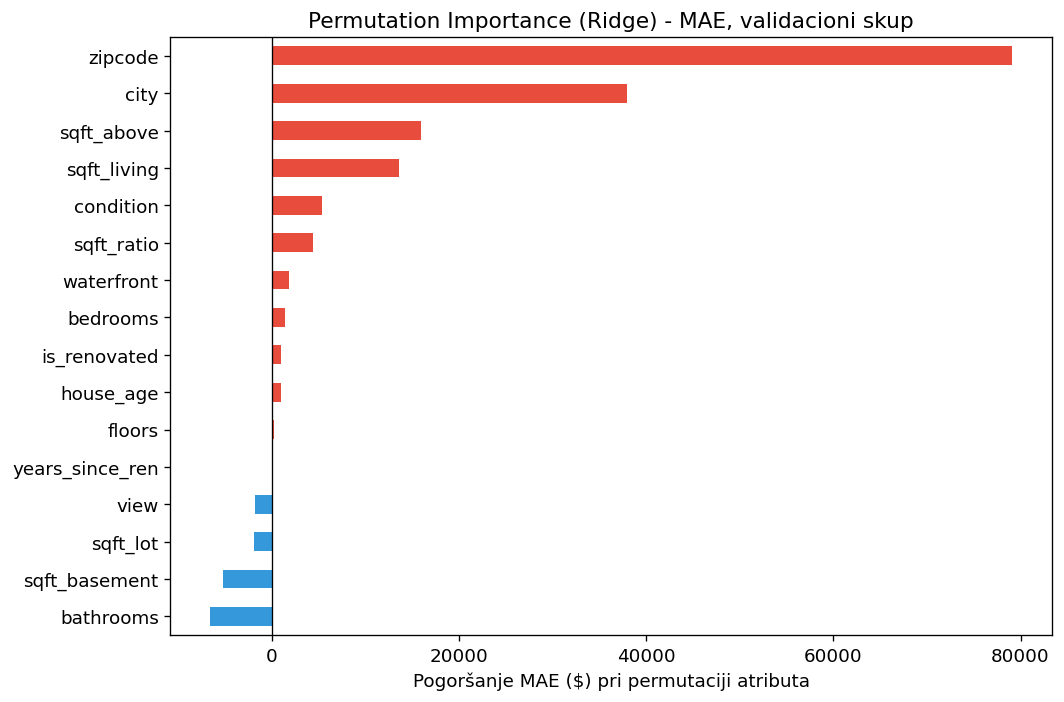 Permutation Importance (Ridge) - MAE, validacioni skup
zipcode
city
sqft_above
sqft_living
condition
sqft_ratio
waterfront
bedrooms
is_renovated
house_age
floors
years_since_ren
view
sqft_lot
sqft_basement
bathrooms
0 20000 40000 60000 80000
Pogoršanje MAE ($) pri permutaciji atributa